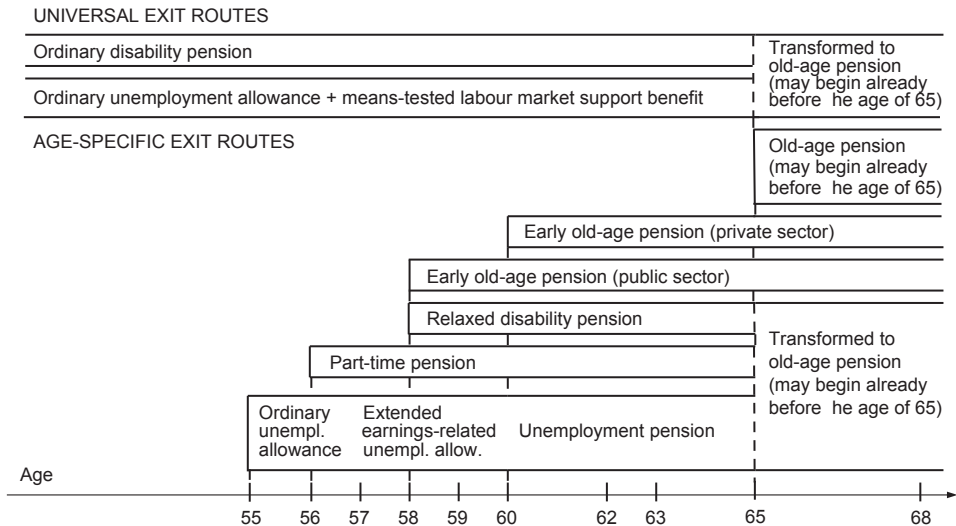 UNIVERSAL EXIT ROUTES
Ordinary disability pension
Transformed to
old-age pension
(may begin already
before he age of 65)
Ordinary unemployment allowance + means-tested labour market support benefit
AGE-SPECIFIC EXIT ROUTES
Old-age pension
(may begin already
before he age of 65)
Early old-age pension (private sector)
Early old-age pension (public sector)
Relaxed disability pension
Transformed to
old-age pension
(may begin already
before he age of 65)
Part-time pension
Ordinary
unempl.
allowance
Extended
earnings-related
unempl. allow.
Unemployment pension
Age
55 56 57 58 59 60 62 63 65 68